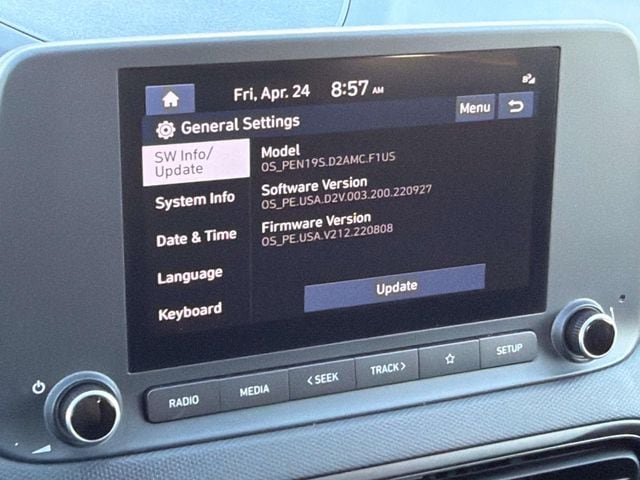 Fri, Apr. 24 8:57 AM
General Settings
Menu
SW Info/
Update
System Info
Date & Time
Language
Keyboard
Model
OS_PEN19S.D2AMC.F1US
Software Version
OS_PE.USA.D2V.003.200.220927
Firmware Version
OS_PE.USA.V212.220808
Update
RADIO
MEDIA
< SEEK
TRACK >
SETUP